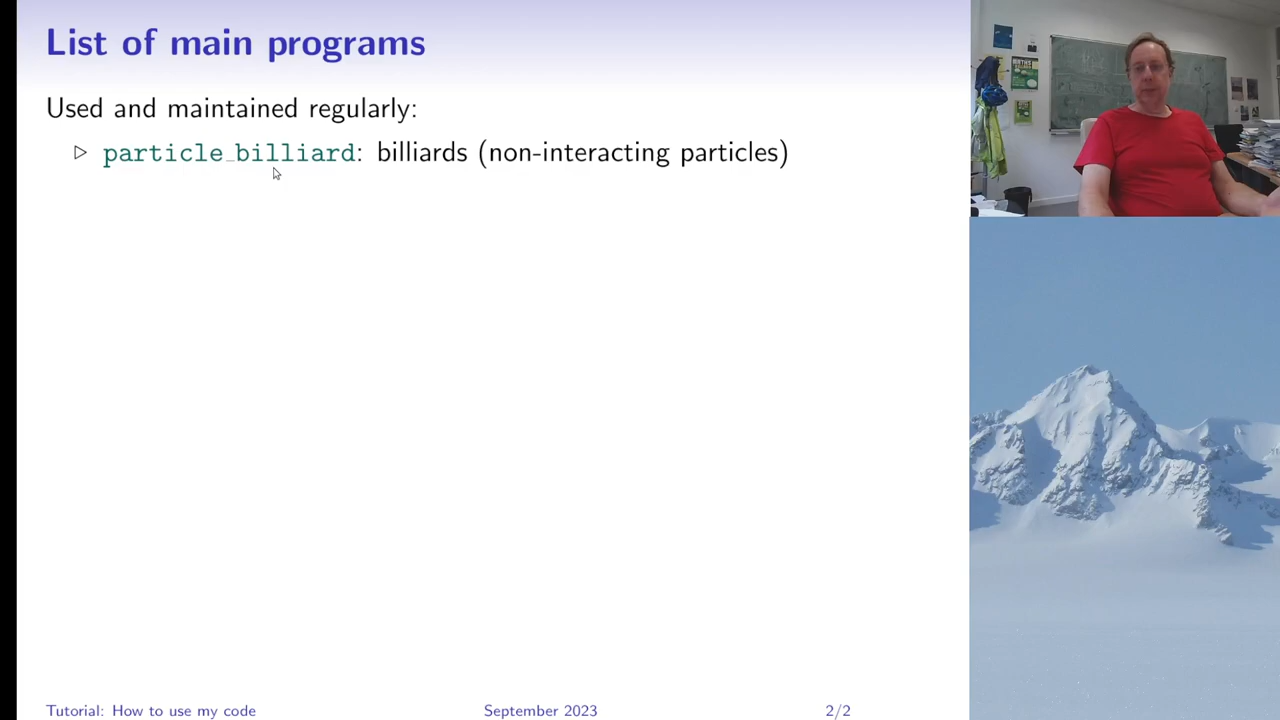 List of main programs
Used and maintained regularly:
▷ particle_billiard: billiards (non-interacting particles)
Tutorial: How to use my code
September 2023
2/2